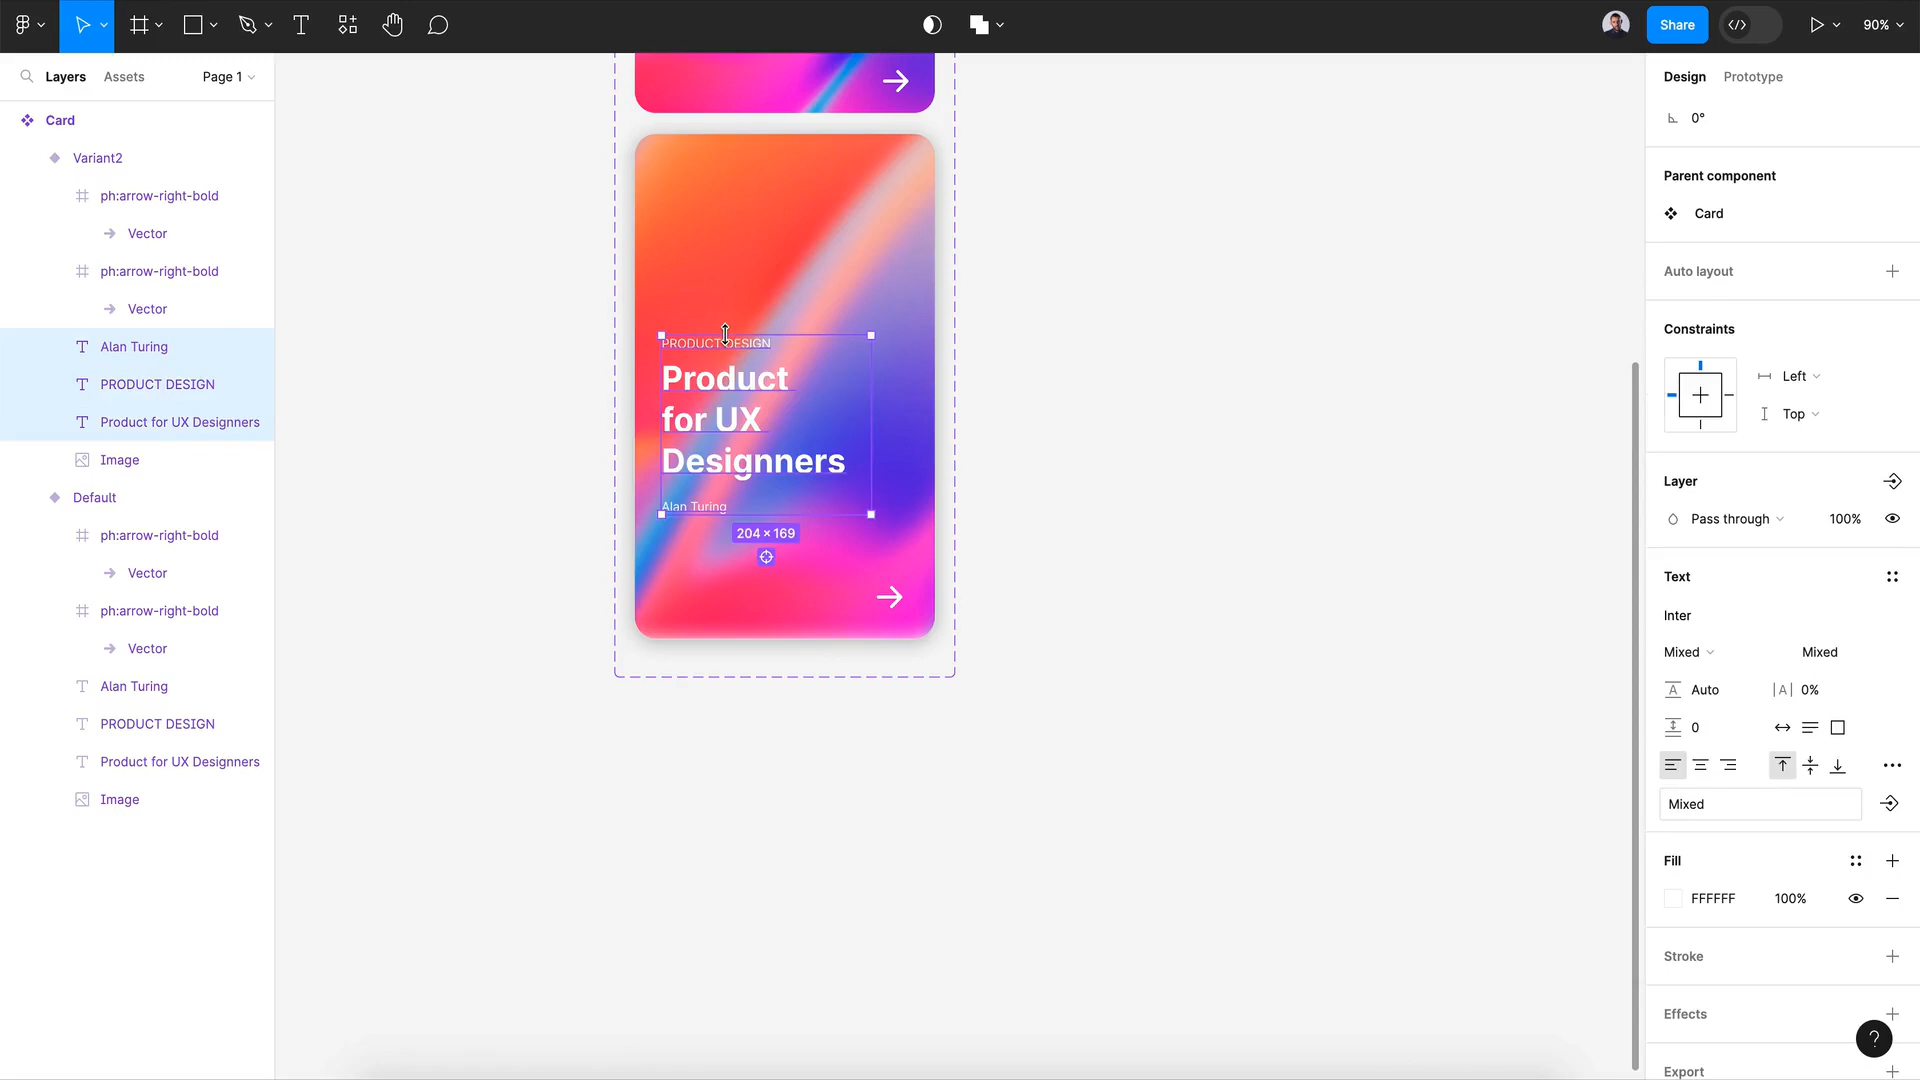 Share
90%
Layers
Assets
Page 1
Card
Variant2
ph:arrow-right-bold
Vector
ph:arrow-right-bold
Vector
Alan Turing
PRODUCT DESIGN
Product for UX Designners
Image
Default
ph:arrow-right-bold
Vector
ph:arrow-right-bold
Vector
Alan Turing
PRODUCT DESIGN
Product for UX Designners
Image
PRODUCT DESIGN
Product
for UX
Designners
Alan Turing
204 × 169
Design
Prototype
0°
Parent component
Card
Auto layout
Constraints
Left
Top
Layer
Pass through
100%
Text
Inter
Mixed
Mixed
Auto
|A| 0%
0
Mixed
Fill
FFFFFF
100%
Stroke
Effects
?
Export